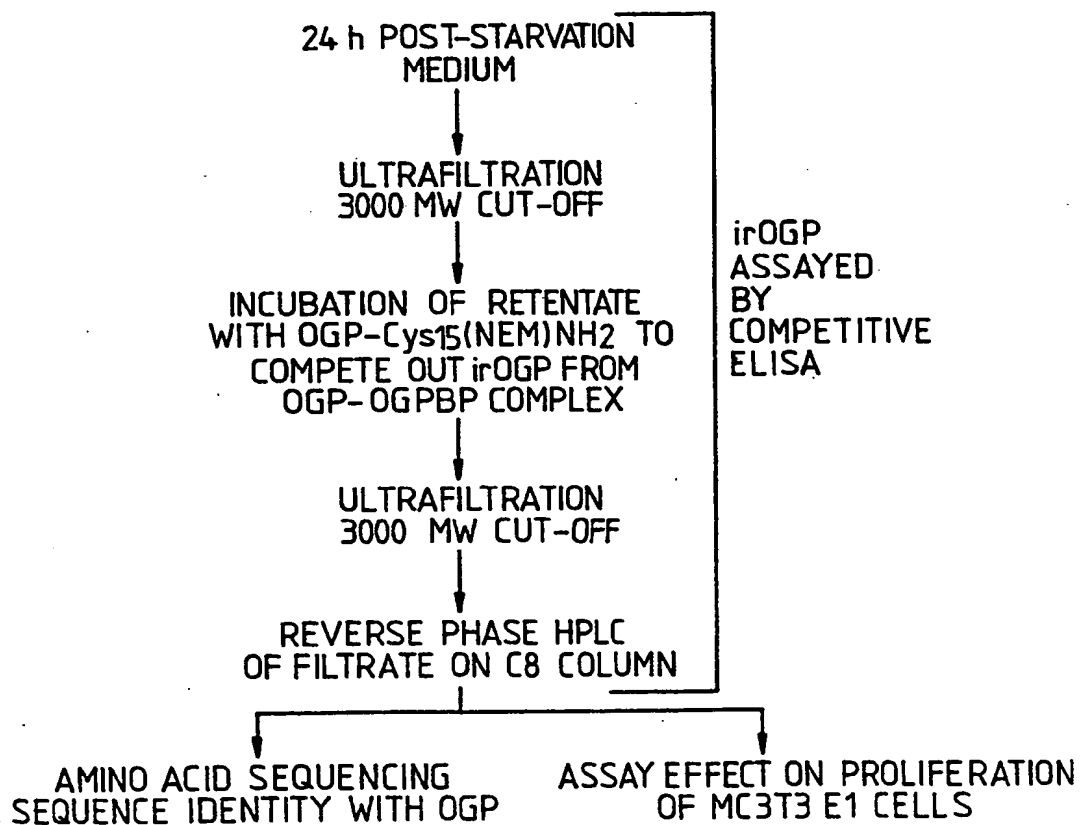 24 h POST-STARVATION
MEDIUM
ULTRAFILTRATION
3000 MW CUT-OFF
INCUBATION OF RETENTATE
WITH OGP-Cys15(NEM)NH2 TO
COMPETE OUT irOGP FROM
OGP-OGPBP COMPLEX
ULTRAFILTRATION
3000 MW CUT-OFF
REVERSE PHASE HPLC
OF FILTRATE ON C8 COLUMN
irOGP
ASSAYED
BY
COMPETITIVE
ELISA
AMINO ACID SEQUENCING
SEQUENCE IDENTITY WITH OGP
ASSAY EFFECT ON PROLIFERATION
OF MC3T3 E1 CELLS